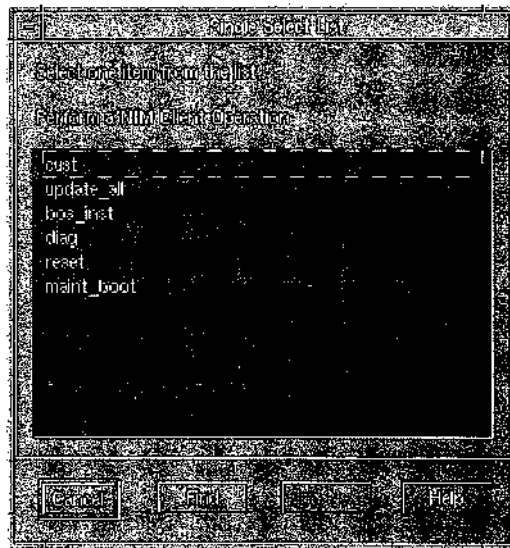 Single Select List
Select one item from the list.
Perform a NIM Client Operation
cust
update_all
bos_inst
diag
reset
maint_boot
Cancel Find Help